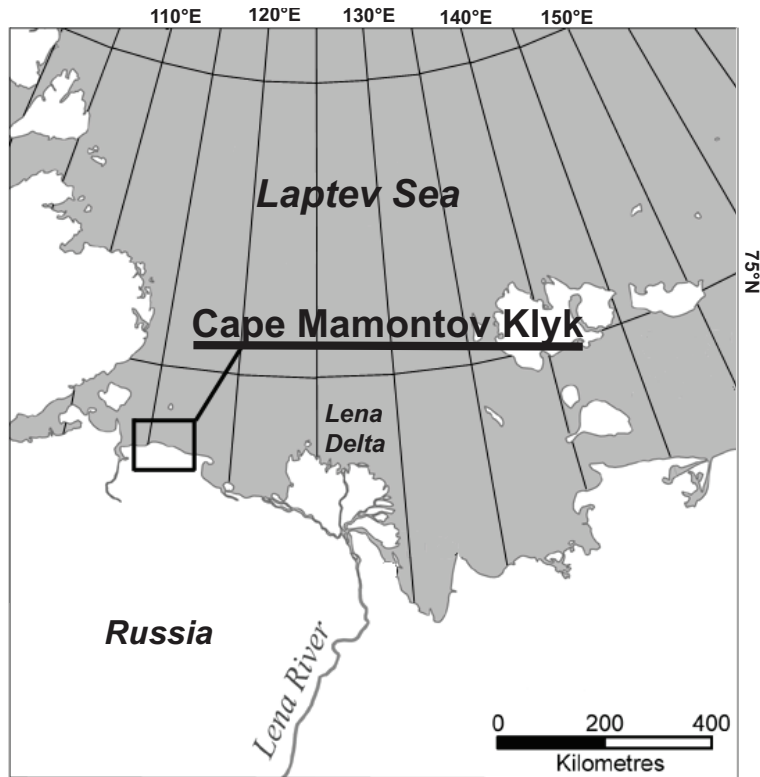 110°E 120°E 130°E 140°E 150°E
Laptev Sea
75°N
Cape Mamontov Klyk
Lena
Delta
Russia
Lena River
0 200 400
Kilometres